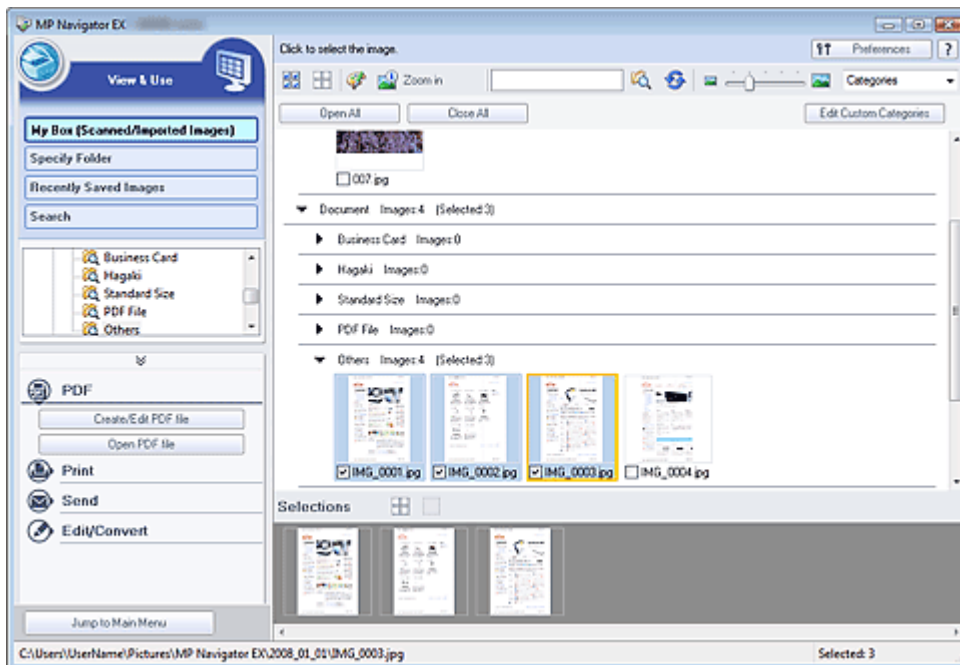 MP Navigator EX
View & Use
My Box (Scanned/Imported Images)
Specify Folder
Recently Saved Images
Search
Business Card
Hagaki
Standard Size
PDF File
Others
PDF
Create/Edit PDF file
Open PDF file
Print
Send
Edit/Convert
Jump to Main Menu
Click to select the image.
Preferences
?
Zoom in
Categories
Open All
Close All
Edit Custom Categories
007.jpg
Document Images:4 (Selected:3)
Business Card Images:0
Hagaki Images:0
Standard Size Images:0
PDF File Images:0
Others Images:4 (Selected:3)
IMG_0001.jpg IMG_0002.jpg IMG_0003.jpg IMG_0004.jpg
Selections
C:\Users\UserName\Pictures\MP Navigator EX\2008_01_01\IMG_0003.jpg
Selected: 3